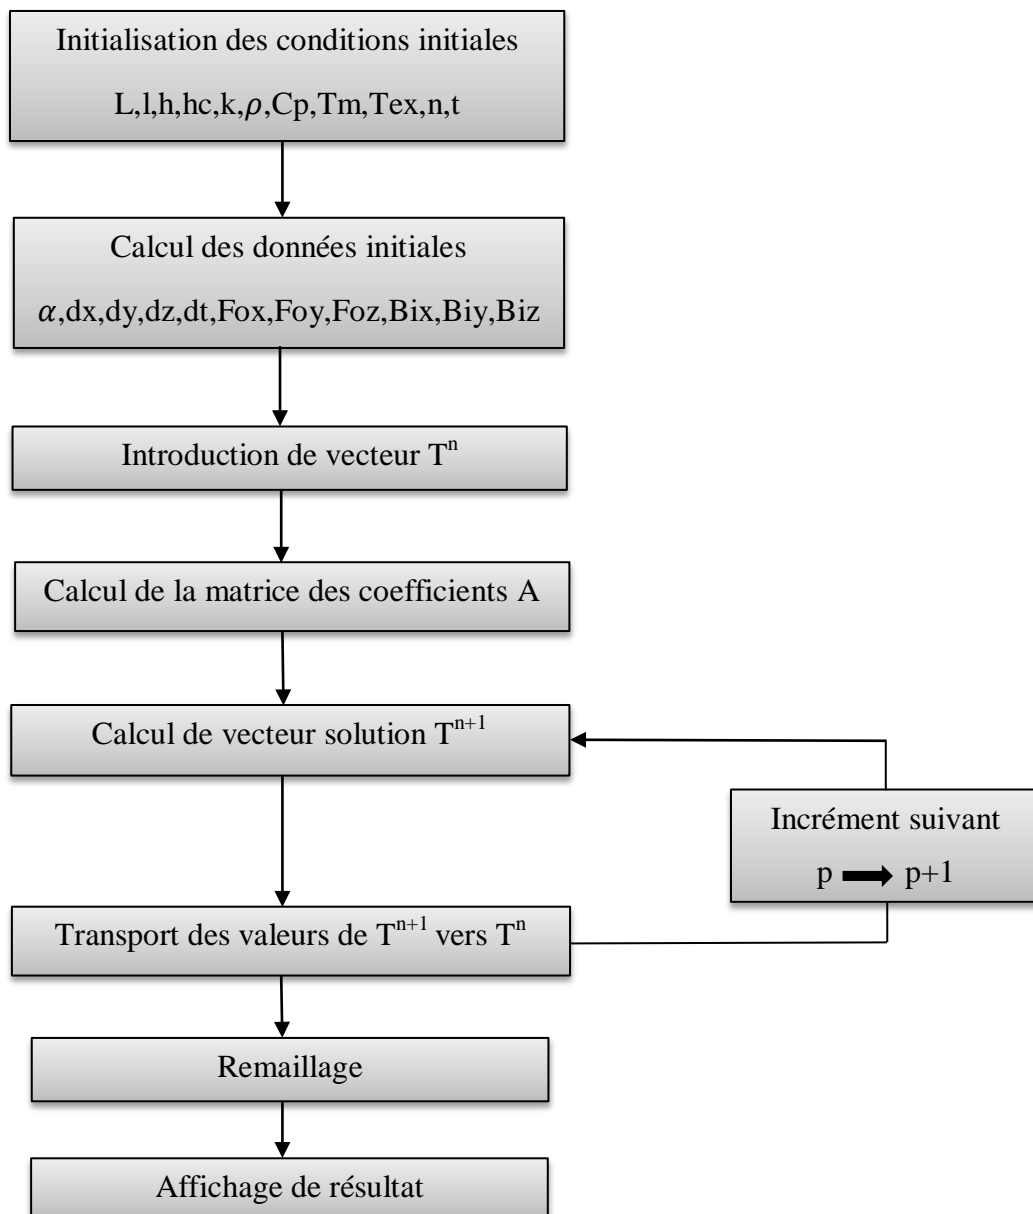 Initialisation des conditions initiales
L,l,h,hc,k,ρ,Cp,Tm,Tex,n,t
Calcul des données initiales
α,dx,dy,dz,dt,Fox,Foy,Foz,Bix,Biy,Biz
Introduction de vecteur Tⁿ
Calcul de la matrice des coefficients A
Calcul de vecteur solution Tⁿ⁺¹
Incrément suivant
p ➡ p+1
Transport des valeurs de Tⁿ⁺¹ vers Tⁿ
Remaillage
Affichage de résultat